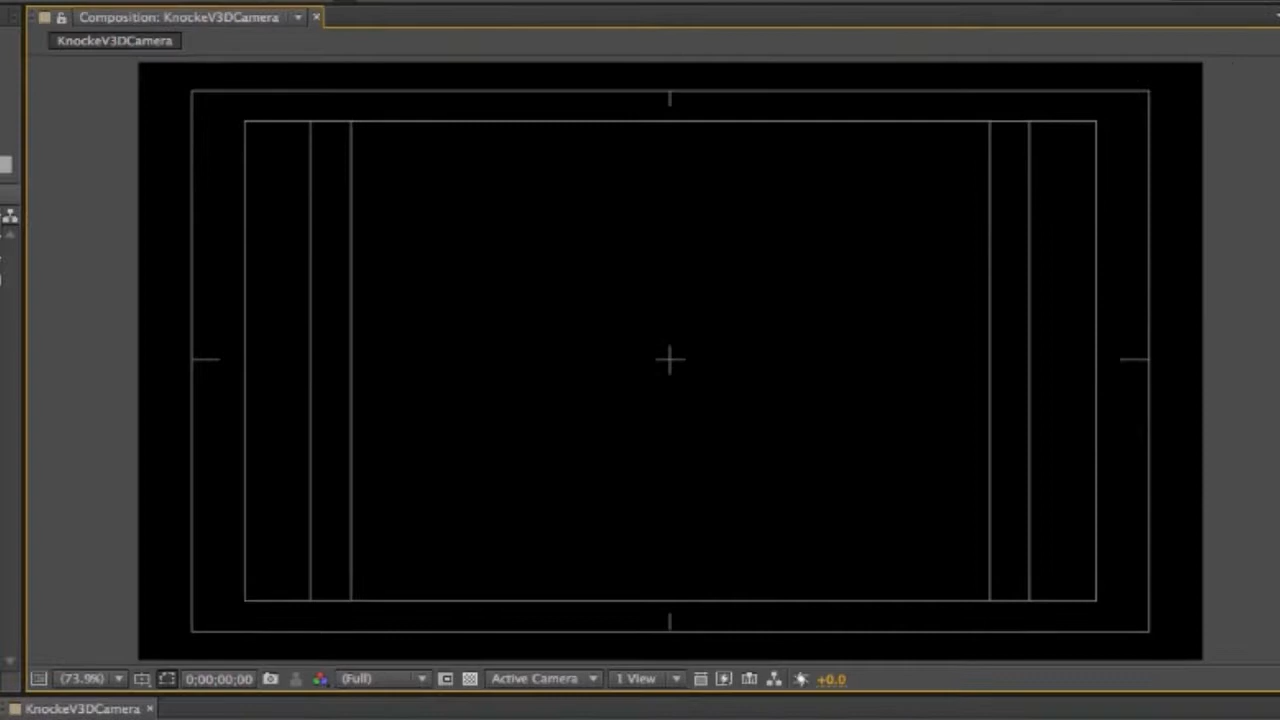 Composition: KnockeV3DCamera
KnockeV3DCamera
(73.9%) 0;00;00;00 (Full) Active Camera 1 View +0.0
KnockeV3DCamera